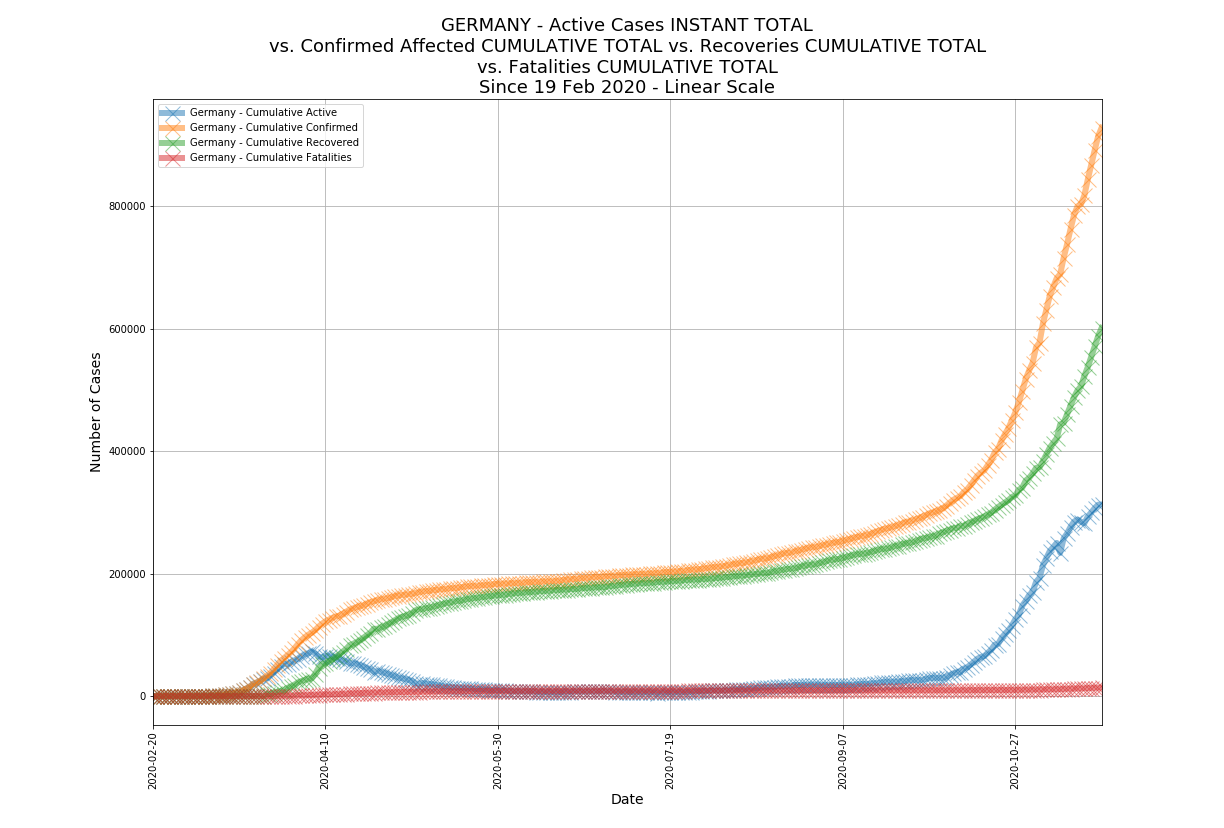 GERMANY - Active Cases INSTANT TOTAL
vs. Confirmed Affected CUMULATIVE TOTAL vs. Recoveries CUMULATIVE TOTAL
vs. Fatalities CUMULATIVE TOTAL
Since 19 Feb 2020 - Linear Scale
Germany - Cumulative Active
Germany - Cumulative Confirmed
Germany - Cumulative Recovered
Germany - Cumulative Fatalities
Number of Cases
800000
600000
400000
200000
0
2020-02-20
2020-04-10
2020-05-30
2020-07-19
2020-09-07
2020-10-27
Date